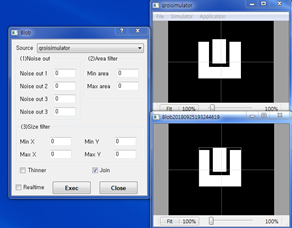 Blob
Source qrsisimulator
(1)Noise out
(2)Area filter
Noise out 1 0
Min area 0
Noise out 2 0
Max area 0
Noise out 3 0
Noise out 3 0
(3)Size filter
Min X 0
Min Y 0
Max X 0
Max Y 0
Thinner
Join
Realtime
Exec
Close
qrsisimulator
File Simulator Application
Fit 100%
Blob20180925193244619
Fit 100%